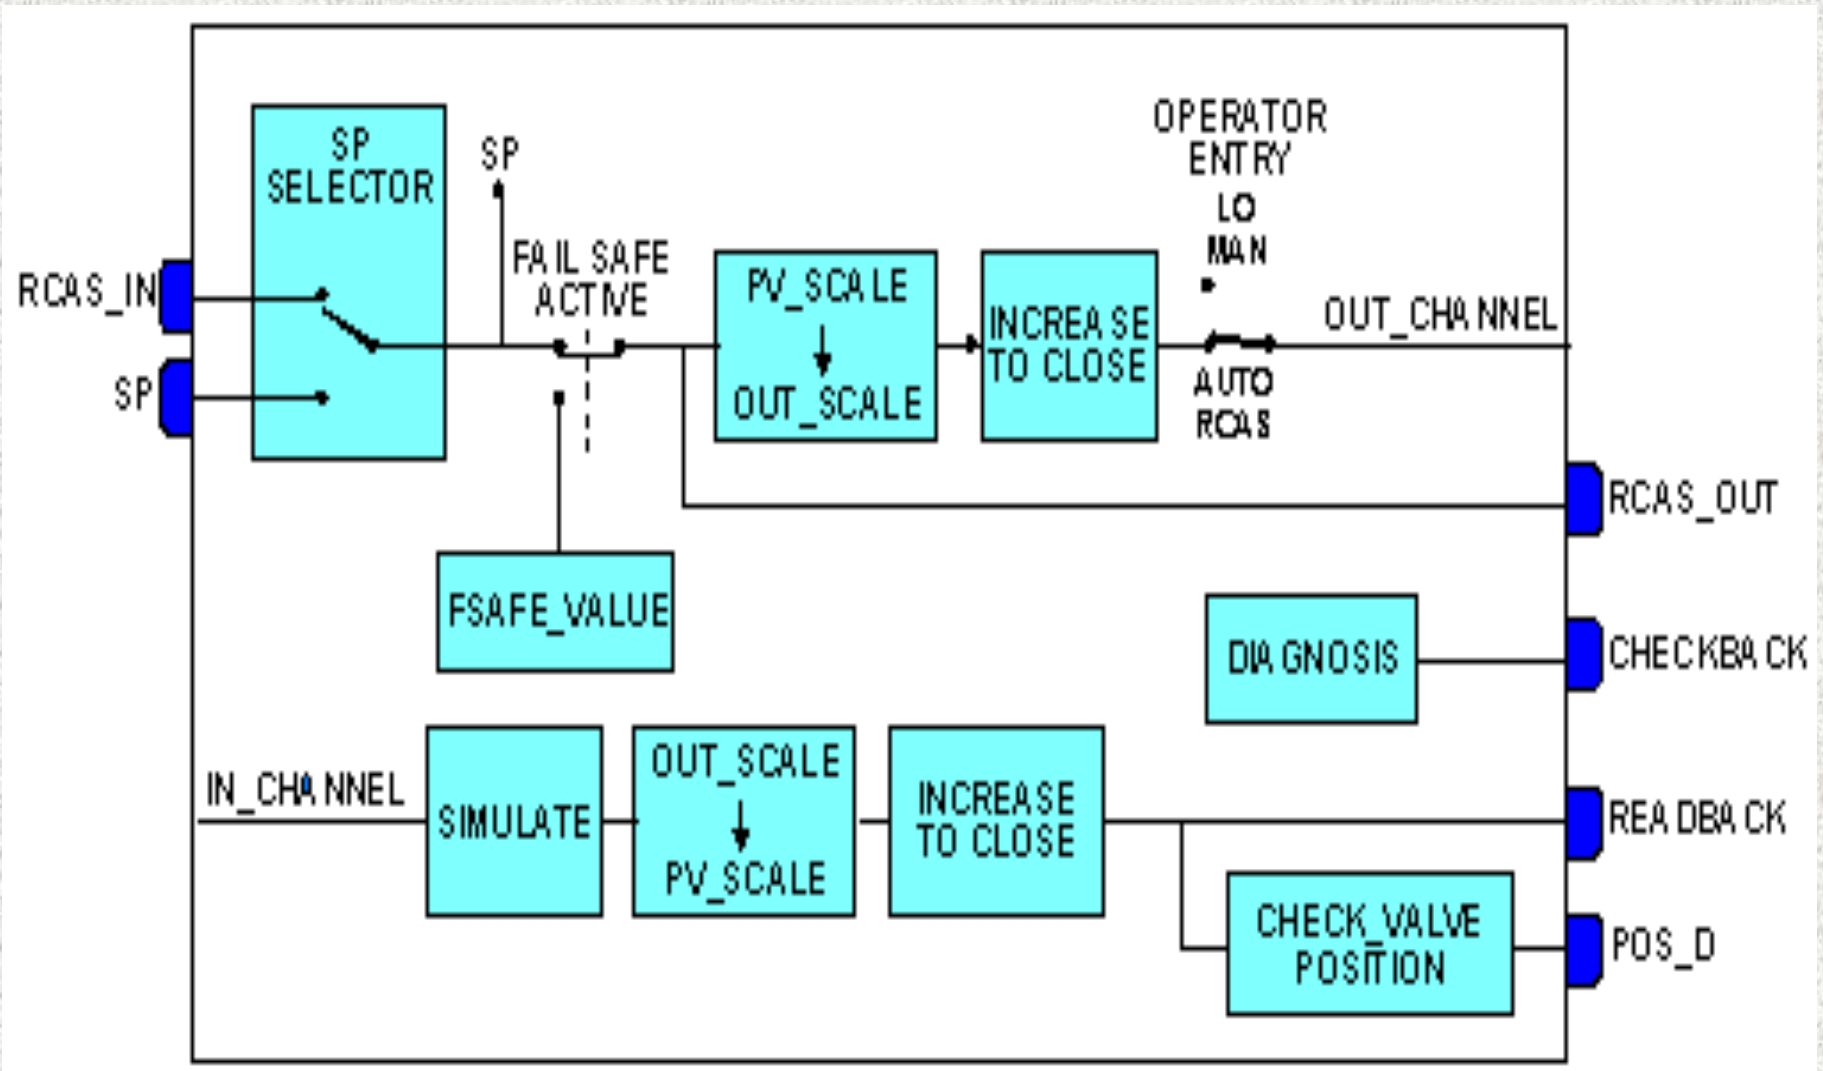 SP
SELECTOR
SP
OPERATOR
ENTRY
LO
MAN
FAIL SAFE
ACTIVE
RCAS_IN
SP
PV_SCALE
OUT_SCALE
INCREASE
TO CLOSE
OUT_CHANNEL
AUTO
RCAS
RCAS_OUT
FSAFE_VALUE
DIAGNOSIS
CHECKBACK
IN_CHANNEL
SIMULATE
OUT_SCALE
PV_SCALE
INCREASE
TO CLOSE
READBACK
CHECK_VALVE
POSITION
POS_D